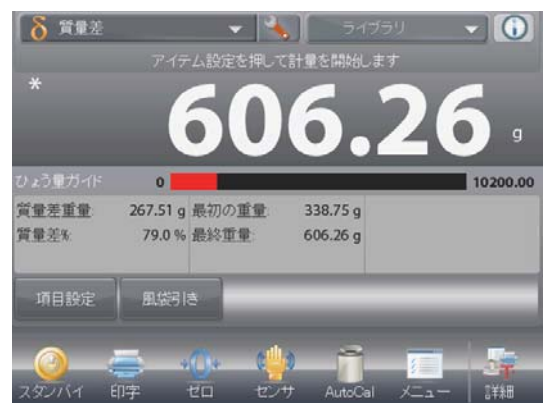 δ 質量差 ライブラリ
アイテム設定を押して計量を開始します
*
606.26 g
ひょう量ガイド 0 10200.00
質量差重量: 267.51 g 最初の重量: 338.75 g
質量差%: 79.0 % 最終重量: 606.26 g
項目設定 風袋引き
スタンバイ 印字 ゼロ センサ AutoCal メニュー 詳細